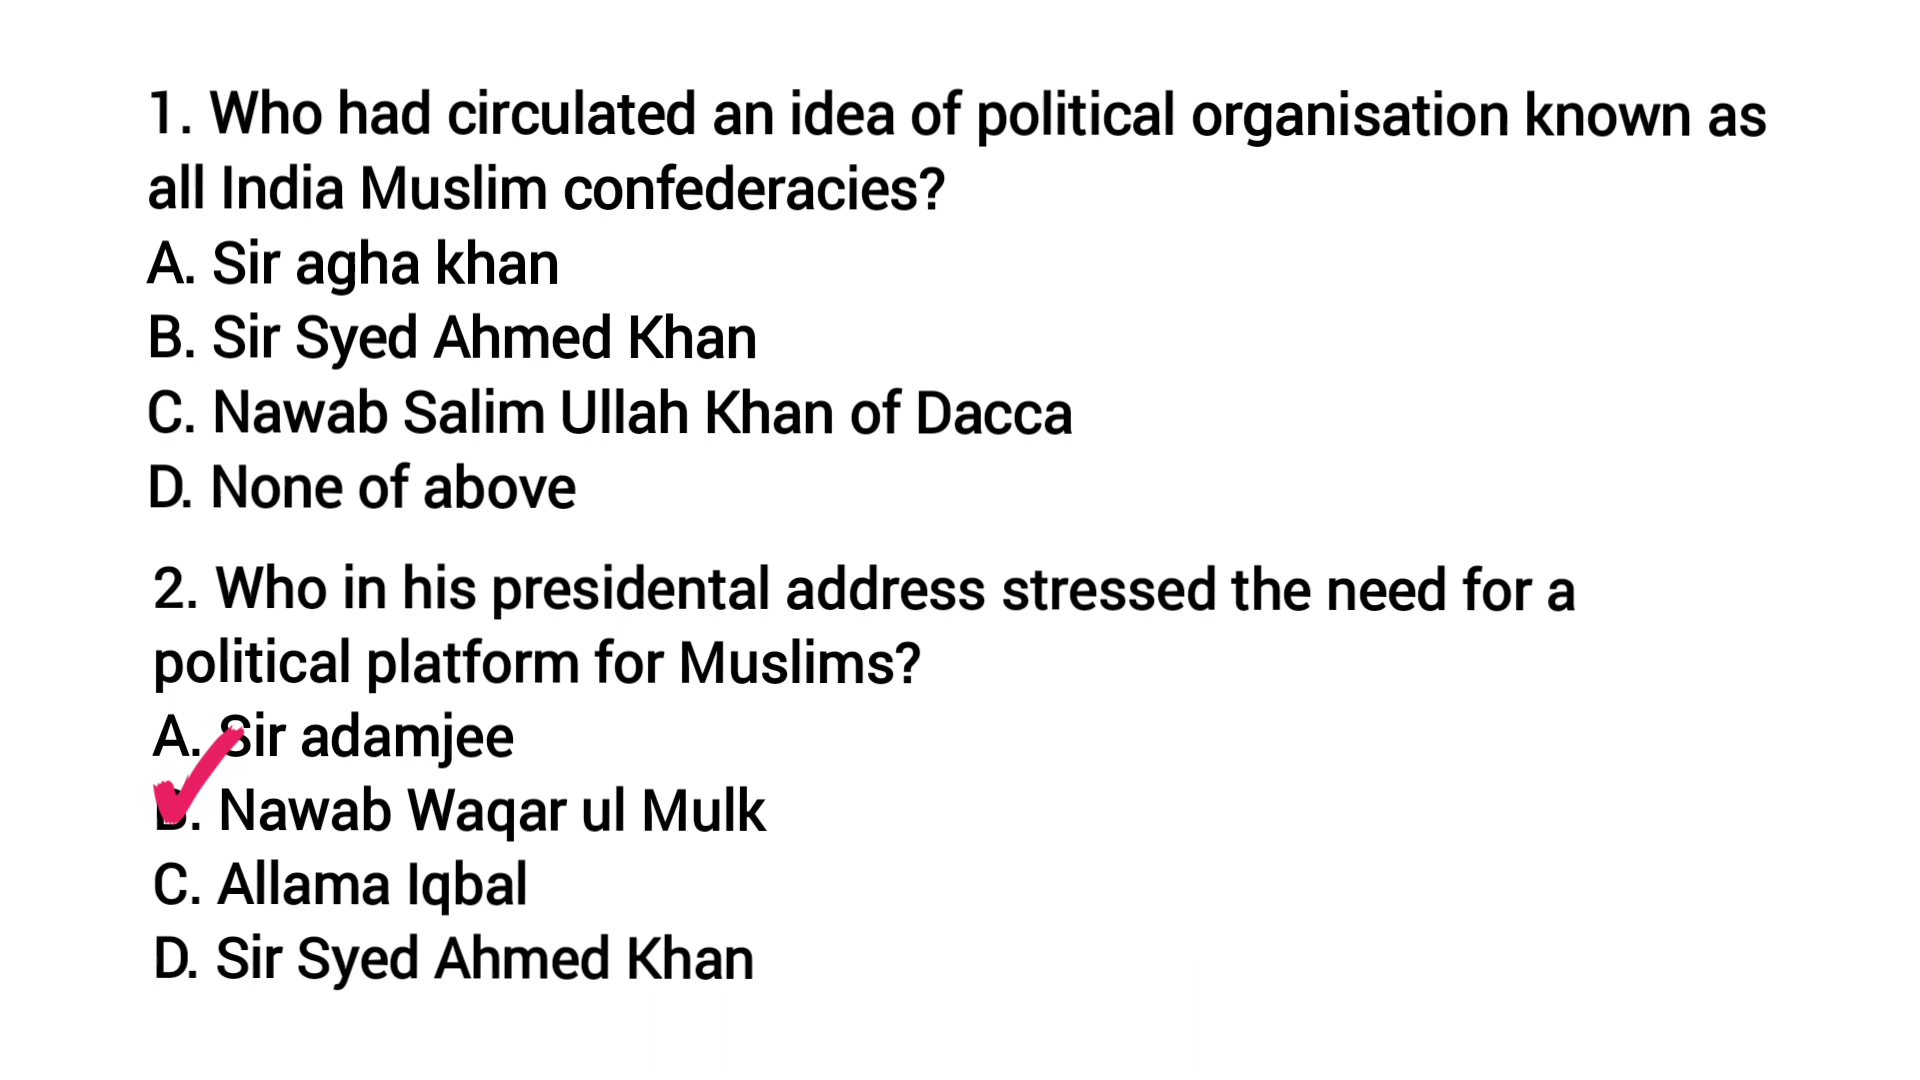 1. Who had circulated an idea of political organisation known as
all India Muslim confederacies?
A. Sir agha khan
B. Sir Syed Ahmed Khan
C. Nawab Salim Ullah Khan of Dacca
D. None of above
2. Who in his presidental address stressed the need for a
political platform for Muslims?
A. Sir adamjee
B. Nawab Waqar ul Mulk
C. Allama Iqbal
D. Sir Syed Ahmed Khan